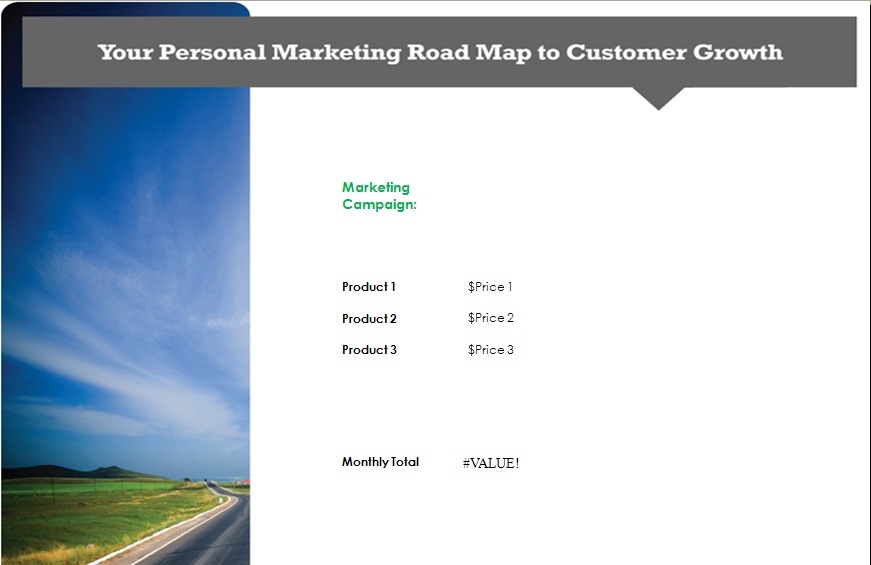 Your Personal Marketing Road Map to Customer Growth
Marketing
Campaign:
Product 1 $Price 1
Product 2 $Price 2
Product 3 $Price 3
Monthly Total #VALUE!